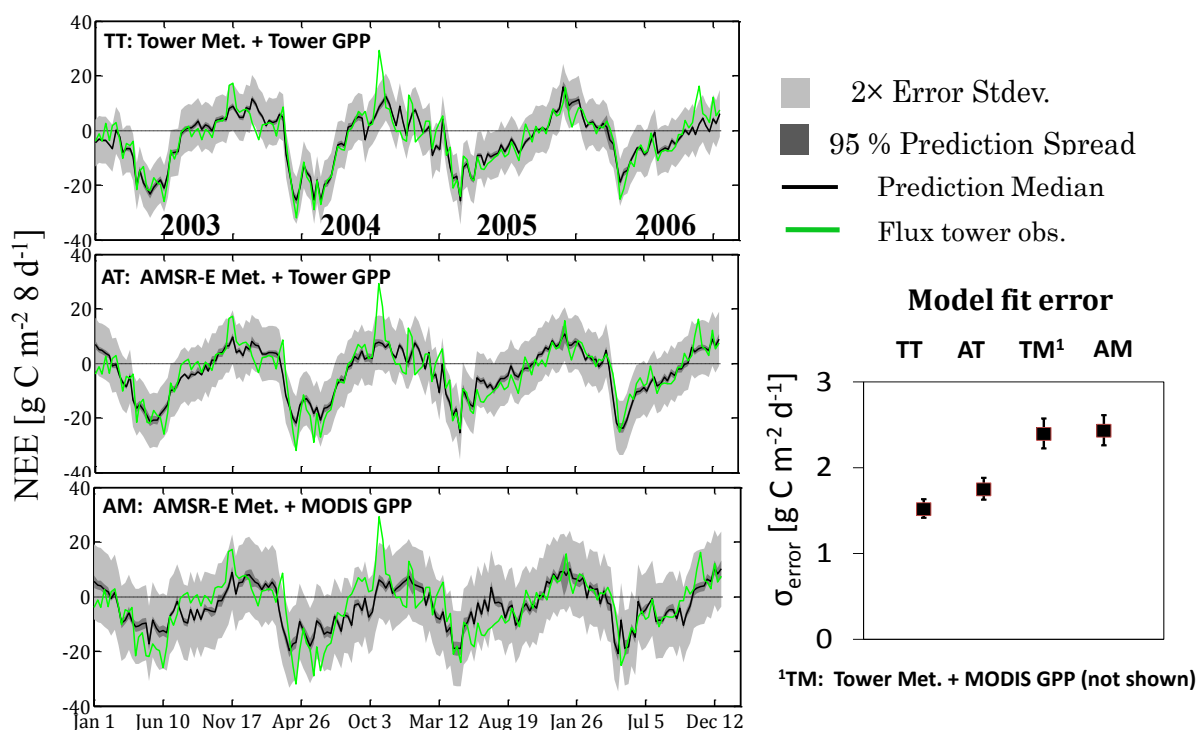 TT: Tower Met. + Tower GPP
40
20
0
-20
-40
2003 2004 2005 2006
AT: AMSR-E Met. + Tower GPP
40
20
0
-20
-40
AM: AMSR-E Met. + MODIS GPP
40
20
0
-20
-40
Jan 1 Jun 10 Nov 17 Apr 26 Oct 3 Mar 12 Aug 19 Jan 26 Jul 5 Dec 12
NEE [g C m⁻² 8 d⁻¹]
2× Error Stdev.
95 % Prediction Spread
Prediction Median
Flux tower obs.
Model fit error
TT AT TM¹ AM
3
2
1
0
σerror [g C m⁻² d⁻¹]
¹TM: Tower Met. + MODIS GPP (not shown)